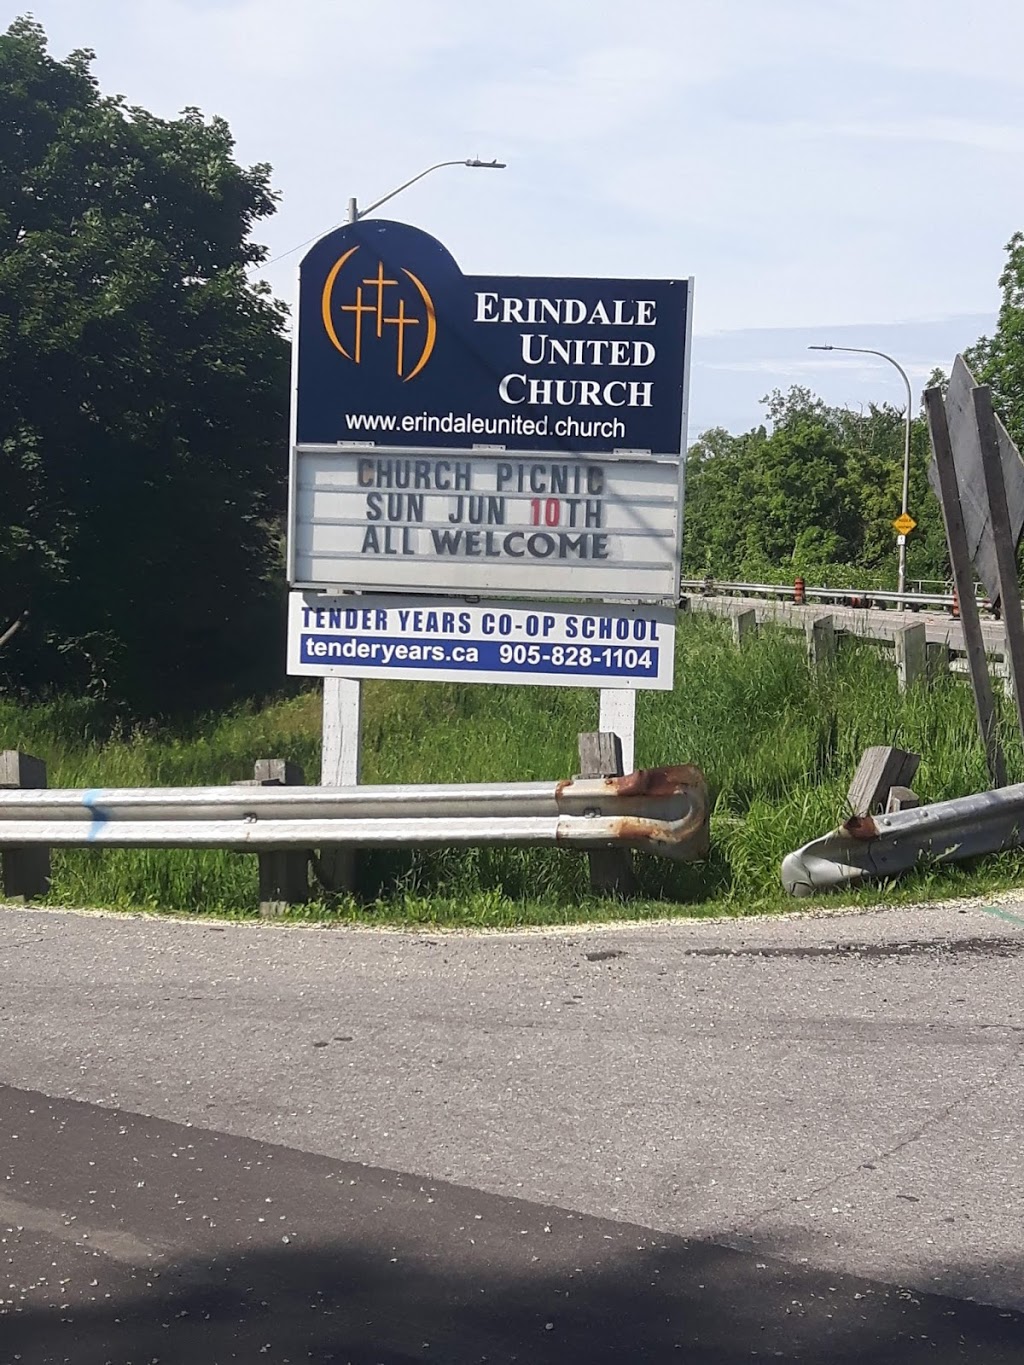 ERINDALE
UNITED
CHURCH
www.erindaleunited.church
CHURCH PICNIC
SUN JUN 10TH
ALL WELCOME
TENDER YEARS CO-OP SCHOOL
tenderyears.ca 905-828-1104